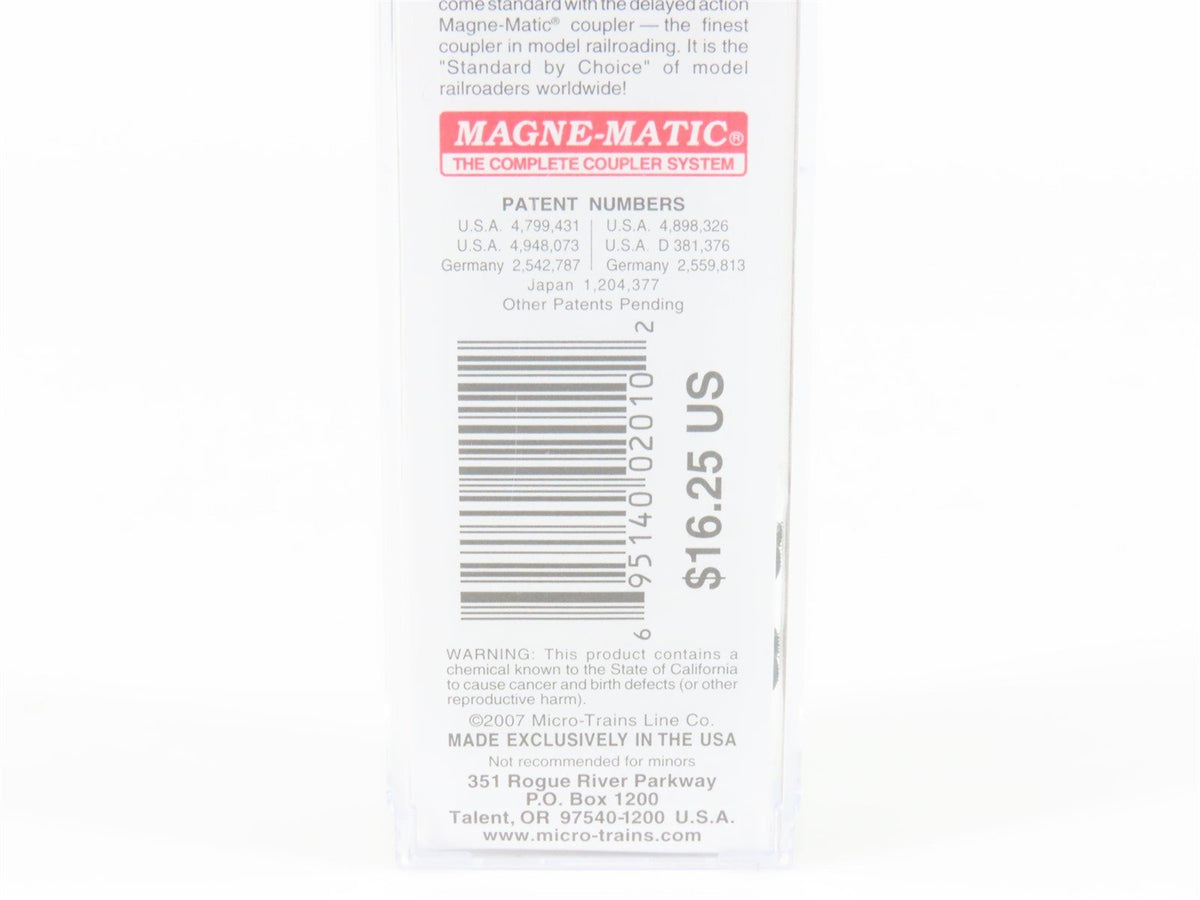 come standard with the delayed action
Magne-Matic® coupler — the finest
coupler in model railroading. It is the
"Standard by Choice" of model
railroaders worldwide!
MAGNE-MATIC®
THE COMPLETE COUPLER SYSTEM
PATENT NUMBERS
U.S.A. 4,799,431 U.S.A. 4,898,326
U.S.A. 4,948,073 U.S.A. D 381,376
Germany 2,542,787 Germany 2,559,813
Japan 1,204,377
Other Patents Pending
6 95140 02010 2
$16.25 US
WARNING: This product contains a
chemical known to the State of California
to cause cancer and birth defects (or other
reproductive harm).
©2007 Micro-Trains Line Co.
MADE EXCLUSIVELY IN THE USA
Not recommended for minors
351 Rogue River Parkway
P.O. Box 1200
Talent, OR 97540-1200 U.S.A.
www.micro-trains.com